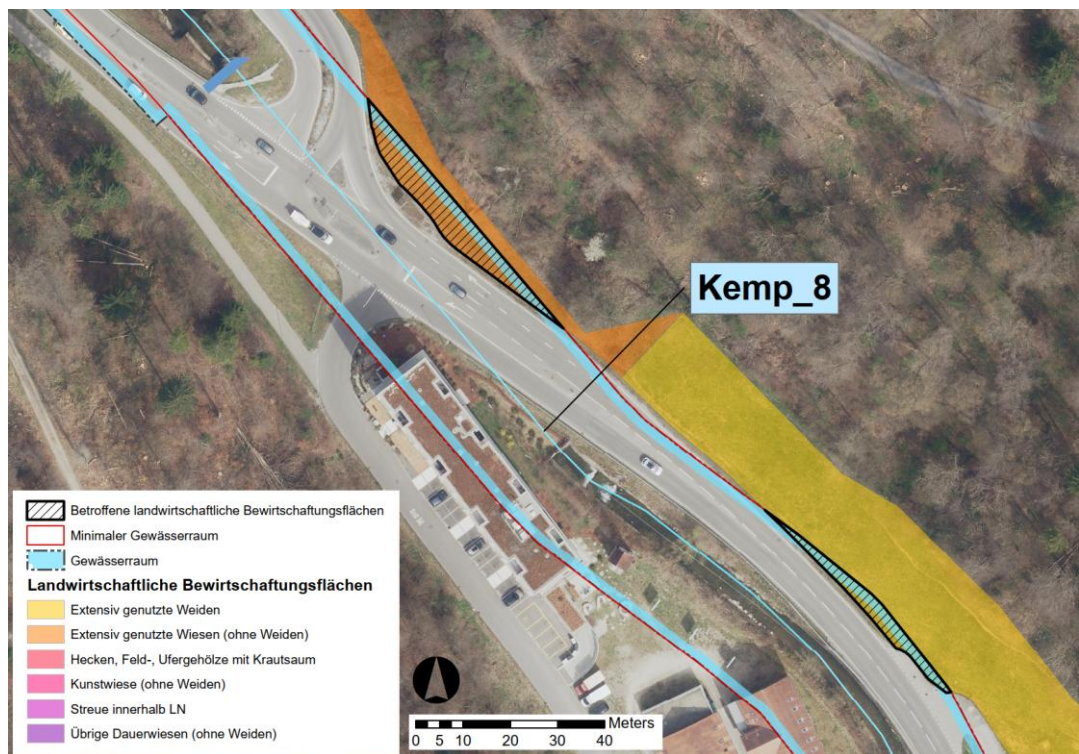 Kemp_8
Betroffene landwirtschaftliche Bewirtschaftungsflächen
Minimaler Gewässerraum
Gewässerraum
Landwirtschaftliche Bewirtschaftungsflächen
Extensiv genutzte Weiden
Extensiv genutzte Wiesen (ohne Weiden)
Hecken, Feld-, Ufergehölze mit Krautsaum
Kunstwiese (ohne Weiden)
Streue innerhalb LN
Übrige Dauerwiesen (ohne Weiden)
Meters
0 5 10 20 30 40